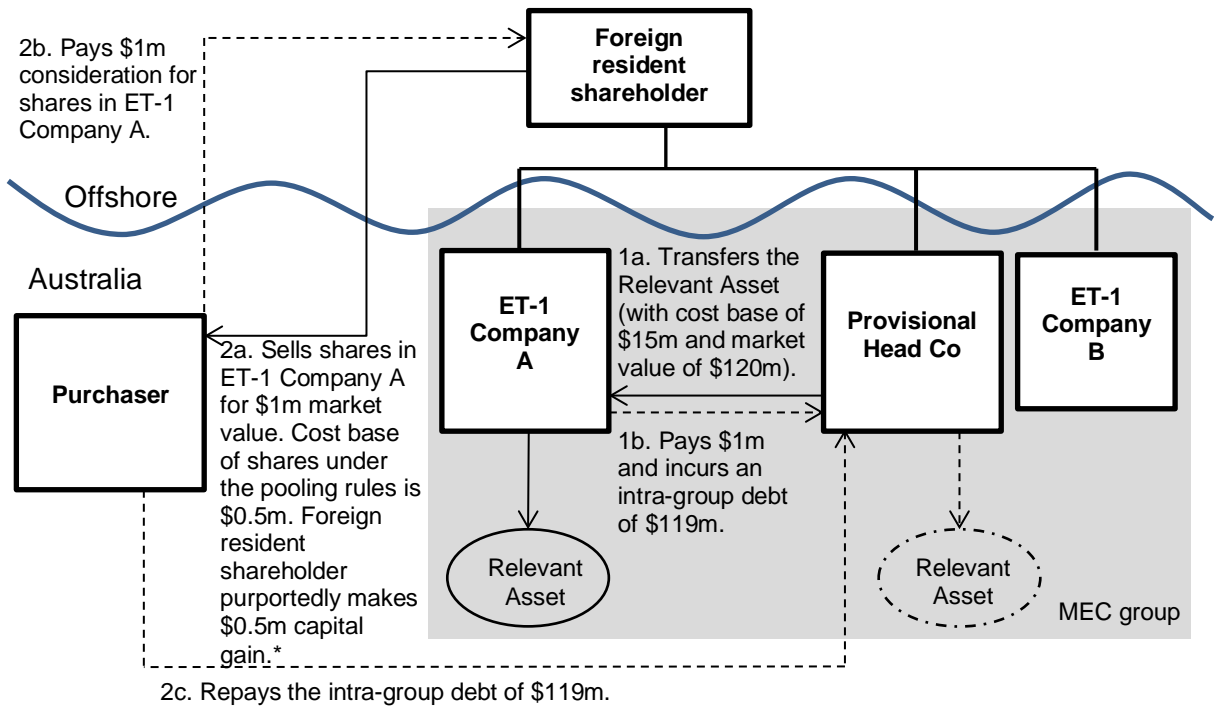 2b. Pays $1m
consideration for
shares in ET-1
Company A.
Foreign
resident
shareholder
Offshore
Australia
Purchaser
2a. Sells shares in
ET-1 Company A
for $1m market
value. Cost base
of shares under
the pooling rules is
$0.5m. Foreign
resident
shareholder
purportedly makes
$0.5m capital
gain.*
ET-1
Company
A
1a. Transfers the
Relevant Asset
(with cost base of
$15m and market
value of $120m).
1b. Pays $1m
and incurs an
intra-group debt
of $119m.
Provisional
Head Co
ET-1
Company
B
Relevant
Asset
Relevant
Asset
MEC group
2c. Repays the intra-group debt of $119m.